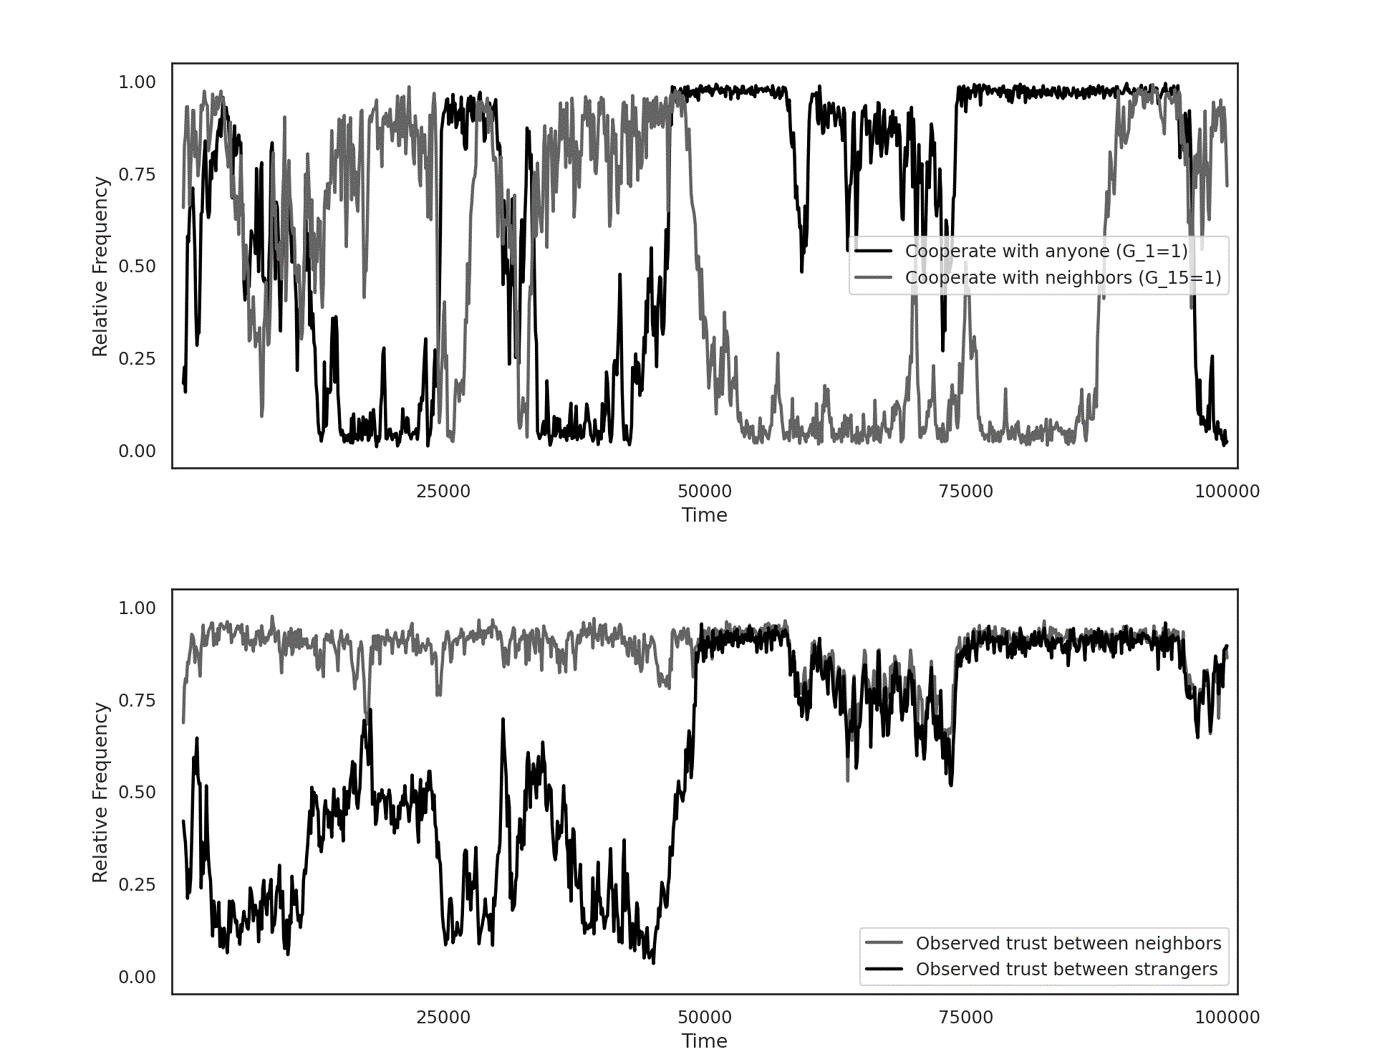 1.00
0.75
0.50
0.25
0.00
Relative Frequency
Cooperate with anyone (G_1=1)
Cooperate with neighbors (G_15=1)
25000 50000 75000 100000
Time
1.00
0.75
0.50
0.25
0.00
Relative Frequency
Observed trust between neighbors
Observed trust between strangers
25000 50000 75000 100000
Time